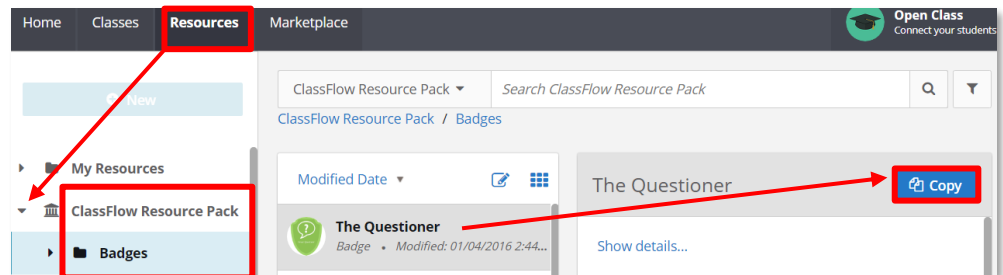 Home Classes Resources Marketplace
Open Class
Connect your students
New
ClassFlow Resource Pack Search ClassFlow Resource Pack
ClassFlow Resource Pack / Badges
My Resources
ClassFlow Resource Pack
Badges
Modified Date
The Questioner
Badge • Modified: 01/04/2016 2:44...
The Questioner
Copy
Show details...